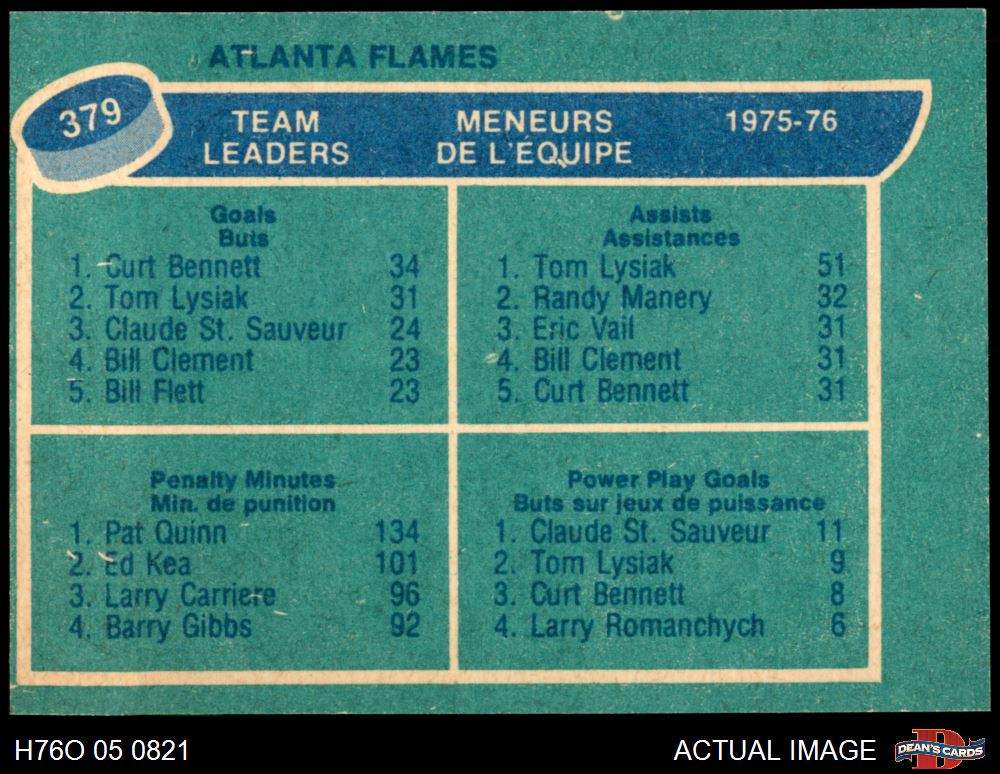 ATLANTA FLAMES
379
TEAM LEADERS
MENEURS DE L'ÉQUIPE
1975-76
Goals
Buts
1. Curt Bennett 34
2. Tom Lysiak 31
3. Claude St. Sauveur 24
4. Bill Clement 23
5. Bill Flett 23
Assists
Assistances
1. Tom Lysiak 51
2. Randy Manery 32
3. Eric Vail 31
4. Bill Clement 31
5. Curt Bennett 31
Penalty Minutes
Min. de punition
1. Pat Quinn 134
2. Ed Kea 101
3. Larry Carriere 96
4. Barry Gibbs 92
Power Play Goals
Buts sur jeux de puissance
1. Claude St. Sauveur 11
2. Tom Lysiak 9
3. Curt Bennett 8
4. Larry Romanchych 6
H76O 05 0821
ACTUAL IMAGE
D
DEAN'S CARDS